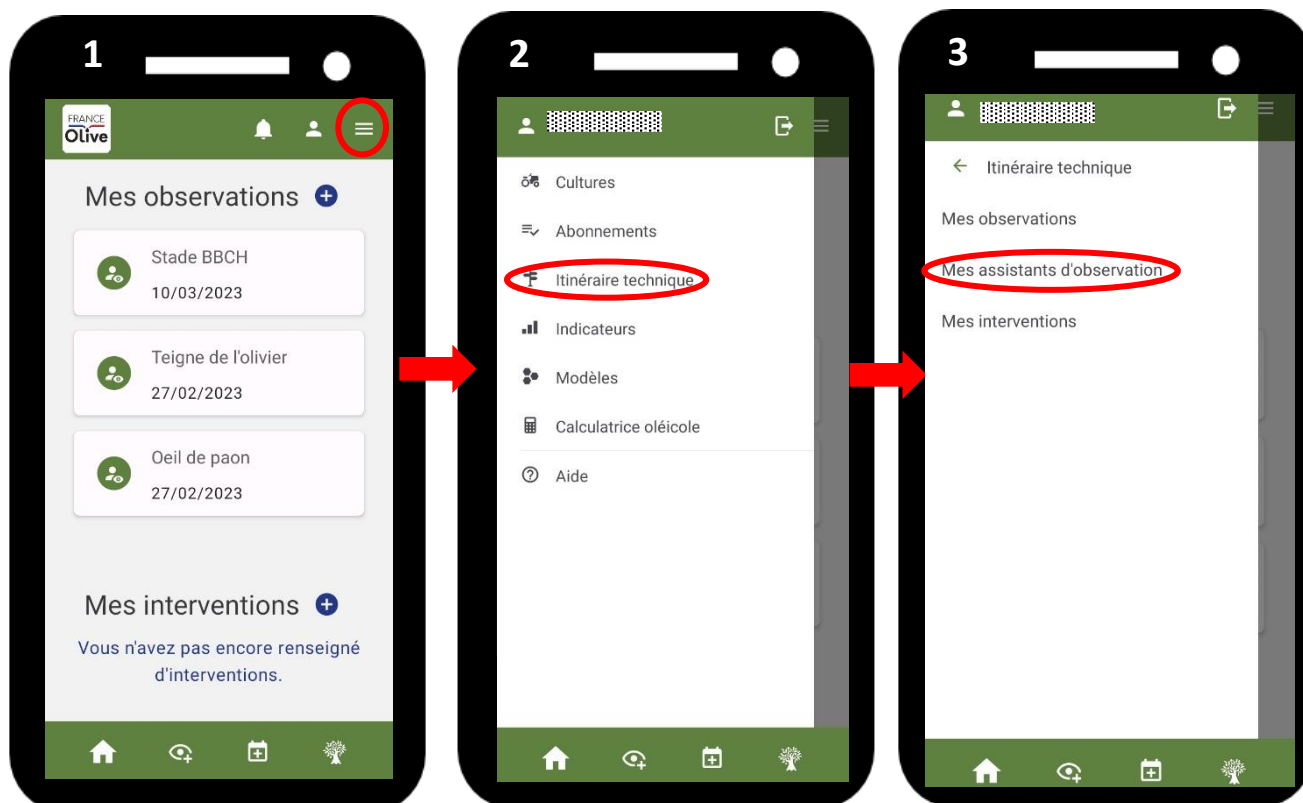 1
FRANCE
Olive
Mes observations
Stade BBCH
10/03/2023
Teigne de l'olivier
27/02/2023
Oeil de paon
27/02/2023
Mes interventions
Vous n'avez pas encore renseigné
d'interventions.
2
Cultures
Abonnements
Itinéraire technique
Indicateurs
Modèles
Calculatrice oléicole
Aide
3
Itinéraire technique
Mes observations
Mes assistants d'observation
Mes interventions